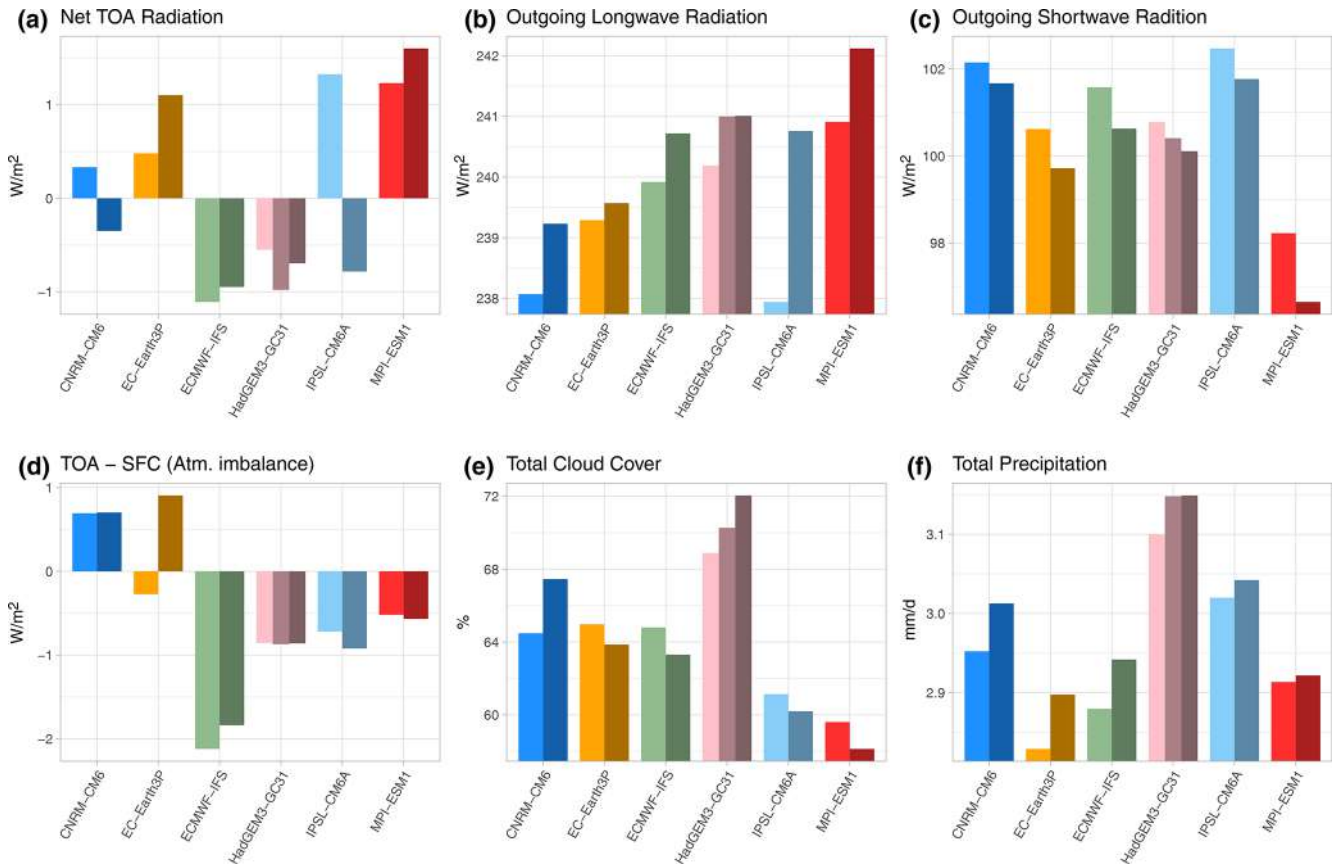 (a) Net TOA Radiation
W/m²
1
0
−1
CNRM−CM6
EC−Earth3P
ECMWF−IFS
HadGEM3−GC31
IPSL−CM6A
MPI−ESM1
(b) Outgoing Longwave Radiation
W/m²
242
241
240
239
238
CNRM−CM6
EC−Earth3P
ECMWF−IFS
HadGEM3−GC31
IPSL−CM6A
MPI−ESM1
(c) Outgoing Shortwave Radition
W/m²
102
100
98
CNRM−CM6
EC−Earth3P
ECMWF−IFS
HadGEM3−GC31
IPSL−CM6A
MPI−ESM1
(d) TOA − SFC (Atm. imbalance)
W/m²
1
0
−1
−2
CNRM−CM6
EC−Earth3P
ECMWF−IFS
HadGEM3−GC31
IPSL−CM6A
MPI−ESM1
(e) Total Cloud Cover
%
72
68
64
60
CNRM−CM6
EC−Earth3P
ECMWF−IFS
HadGEM3−GC31
IPSL−CM6A
MPI−ESM1
(f) Total Precipitation
mm/d
3.1
3.0
2.9
CNRM−CM6
EC−Earth3P
ECMWF−IFS
HadGEM3−GC31
IPSL−CM6A
MPI−ESM1